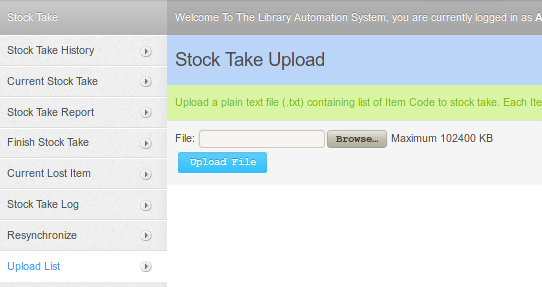 Stock Take
Stock Take History
Current Stock Take
Stock Take Report
Finish Stock Take
Current Lost Item
Stock Take Log
Resynchronize
Upload List
Welcome To The Library Automation System, you are currently logged in as A
Stock Take Upload
Upload a plain text file (.txt) containing list of Item Code to stock take. Each Ite
File: Browse... Maximum 102400 KB
Upload File